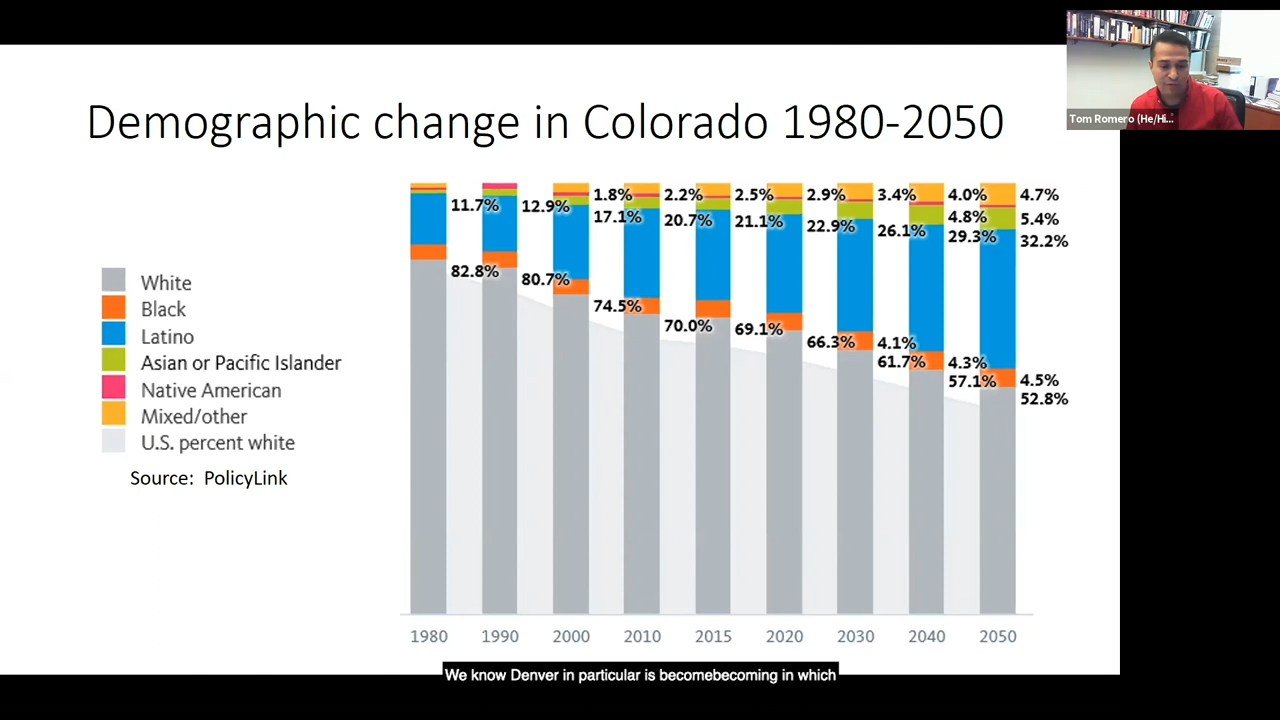 Demographic change in Colorado 1980-2050
Tom Romero (He/Hi...
White
Black
Latino
Asian or Pacific Islander
Native American
Mixed/other
U.S. percent white
Source: PolicyLink
1.8% 2.2% 2.5% 2.9% 3.4% 4.0% 4.7%
11.7% 12.9% 17.1% 20.7% 21.1% 22.9% 26.1% 4.8% 5.4%
29.3% 32.2%
82.8% 80.7% 74.5% 70.0% 69.1% 66.3% 4.1% 4.3% 4.5%
61.7% 57.1% 52.8%
1980 1990 2000 2010 2015 2020 2030 2040 2050
We know Denver in particular is becomebecoming in which